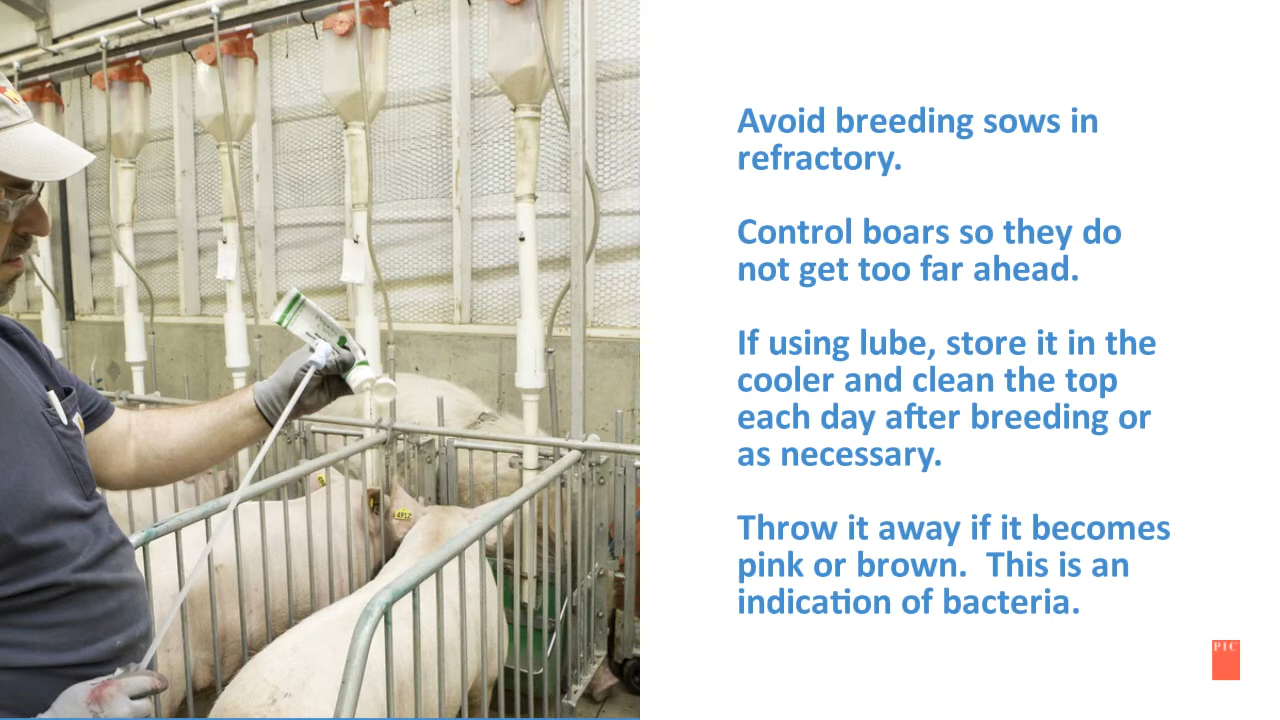 Avoid breeding sows in
refractory.
Control boars so they do
not get too far ahead.
If using lube, store it in the
cooler and clean the top
each day after breeding or
as necessary.
Throw it away if it becomes
pink or brown.  This is an
indication of bacteria.
PIC
4912